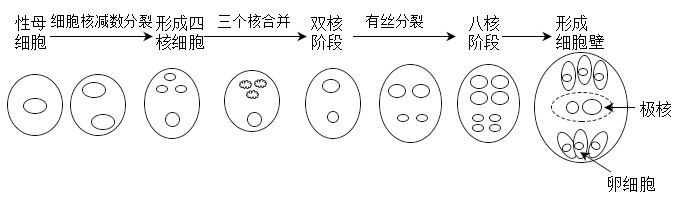 性母
细胞
细胞核减数分裂
形成四
核细胞
三个核合并
双核
阶段
有丝分裂
八核
阶段
形成
细胞壁
极核
卵细胞